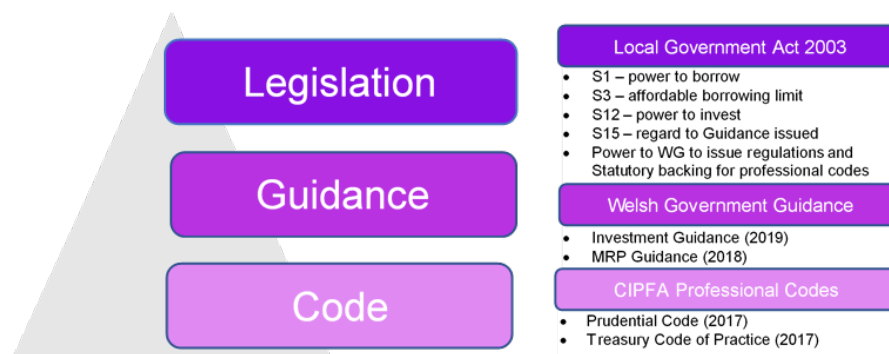 Legislation
Guidance
Code
Local Government Act 2003
• S1 – power to borrow
• S3 – affordable borrowing limit
• S12 – power to invest
• S15 – regard to Guidance issued
• Power to WG to issue regulations and
Statutory backing for professional codes
Welsh Government Guidance
• Investment Guidance (2019)
• MRP Guidance (2018)
CIPFA Professional Codes
• Prudential Code (2017)
• Treasury Code of Practice (2017)